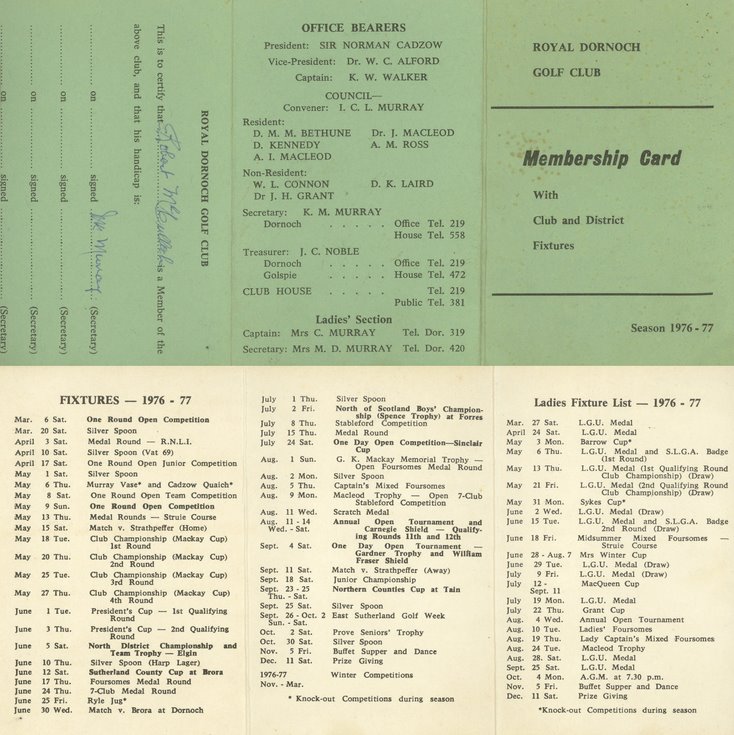 ROYAL DORNOCH GOLF CLUB
This is to certify that Robert McCulloch is a Member of the
above club, and that his handicap is:
on .................... signed I.K. Murray (Secretary)
on .................... signed .................... (Secretary)
on .................... signed .................... (Secretary)
on .................... signed .................... (Secretary)
OFFICE BEARERS
President: SIR NORMAN CADZOW
Vice-President: Dr. W. C. ALFORD
Captain: K. W. WALKER
COUNCIL—
Convener: I. C. L. MURRAY
Resident:
D. M. M. BETHUNE Dr. J. MACLEOD
D. KENNEDY A. M. ROSS
A. I. MACLEOD
Non-Resident:
W. L. CONNON D. K. LAIRD
Dr J. H. GRANT
Secretary: K. M. MURRAY
Dornoch . . . . . Office Tel. 219
House Tel. 558
Treasurer: J. C. NOBLE
Dornoch . . . . . Office Tel. 219
Golspie . . . . . House Tel. 472
CLUB HOUSE . . . . . Tel. 219
Public Tel. 381
Ladies' Section
Captain: Mrs C. MURRAY Tel. Dor. 319
Secretary: Mrs M. D. MURRAY Tel. Dor. 420
ROYAL DORNOCH
GOLF CLUB
Membership Card
With
Club and District
Fixtures
Season 1976 - 77
FIXTURES — 1976 - 77
Mar. 6 Sat. One Round Open Competition
Mar. 20 Sat. Silver Spoon
April 3 Sat. Medal Round — R.N.L.I.
April 10 Sat. Silver Spoon (Vat 69)
April 17 Sat. One Round Open Junior Competition
May 1 Sat. Silver Spoon
May 6 Thu. Murray Vase* and Cadzow Quaich*
May 8 Sat. One Round Open Team Competition
May 9 Sun. One Round Open Competition
May 13 Thu. Medal Rounds — Struie Course
May 15 Sat. Match v. Strathpeffer (Home)
May 18 Tue. Club Championship (Mackay Cup)
1st Round
May 20 Thu. Club Championship (Mackay Cup)
2nd Round
May 25 Tue. Club Championship (Mackay Cup)
3rd Round
May 27 Thu. Club Championship (Mackay Cup)
4th Round
June 1 Tue. President's Cup — 1st Qualifying
Round
June 3 Thu. President's Cup — 2nd Qualifying
Round
June 5 Sat. North District Championship and
Team Trophy — Elgin
June 10 Thu. Silver Spoon (Harp Lager)
June 12 Sat. Sutherland County Cup at Brora
June 17 Thu. Foursomes Medal Round
June 24 Thu. 7-Club Medal Round
June 25 Fri. Ryle Jug*
June 30 Wed. Match v. Brora at Dornoch
July 1 Thu. Silver Spoon
July 2 Fri. North of Scotland Boys' Champion-
ship (Spence Trophy) at Forres
July 8 Thu. Stableford Competition
July 15 Thu. Medal Round
July 24 Sat. One Day Open Competition—Sinclair
Cup
Aug. 1 Sun. G. K. Mackay Memorial Trophy —
Open Foursomes Medal Round
Aug. 2 Mon. Silver Spoon
Aug. 5 Thu. Captain's Mixed Foursomes
Aug. 9 Mon. Macleod Trophy — Open 7-Club
Stableford Competition
Aug. 11 Wed. Scratch Medal
Aug. 11 - 14 Annual Open Tournament and
Wed. - Sat. Carnegie Shield — Qualify-
ing Rounds 11th and 12th
Sept. 4 Sat. One Day Open Tournament —
Gardner Trophy and William
Fraser Shield
Sept. 11 Sat. Match v. Strathpeffer (Away)
Sept. 18 Sat. Junior Championship
Sept. 23 - 25 Northern Counties Cup at Tain
Thu. - Sat.
Sept. 25 Sat. Silver Spoon
Sept. 26 - Oct. 2 East Sutherland Golf Week
Sun. - Sat.
Oct. 2 Sat. Prove Seniors' Trophy
Oct. 30 Sat. Silver Spoon
Nov. 5 Fri. Buffet Supper and Dance
Dec. 11 Sat. Prize Giving
1976-77 Winter Competitions
Nov. - Mar.
* Knock-out Competitions during season
Ladies Fixture List — 1976 - 77
Mar. 27 Sat. L.G.U. Medal
April 24 Sat. L.G. U. Medal
May 3 Mon. Barrow Cup*
May 6 Thu. L.G.U. Medal and S.L.G.A. Badge
(1st Round)
May 13 Thu. L.G.U. Medal (1st Qualifying Round
Club Championship) (Draw)
May 21 Fri. L.G.U. Medal (2nd Qualifying Round
Club Championship) (Draw)
May 31 Mon. Sykes Cup*
June 2 Wed. L.G.U. Medal (Draw)
June 15 Tue. L.G.U. Medal and S.L.G.A. Badge
2nd Round (Draw)
June 18 Fri. Midsummer Mixed Foursomes —
Struie Course
June 28 - Aug. 7 Mrs Winter Cup
June 29 Tue. L.G.U. Medal (Draw)
July 9 Fri. L.G.U. Medal (Draw)
July 12 - MacQueen Cup
Sept. 11
July 19 Mon. L.G.U. Medal
July 22 Thu. Grant Cup
Aug. 4 Wed. Annual Open Tournament
Aug. 10 Tue. Ladies' Foursomes
Aug. 19 Thu. Lady Captain's Mixed Foursomes
Aug. 24 Tue. Macleod Trophy
Aug. 28 Sat. L.G.U. Medal
Sept. 25 Sat. L.G.U. Medal
Oct. 4 Mon. A.G.M. at 7.30 p.m.
Nov. 5 Fri. Buffet Supper and Dance
Dec. 11 Sat. Prize Giving
*Knock-out Competitions during season